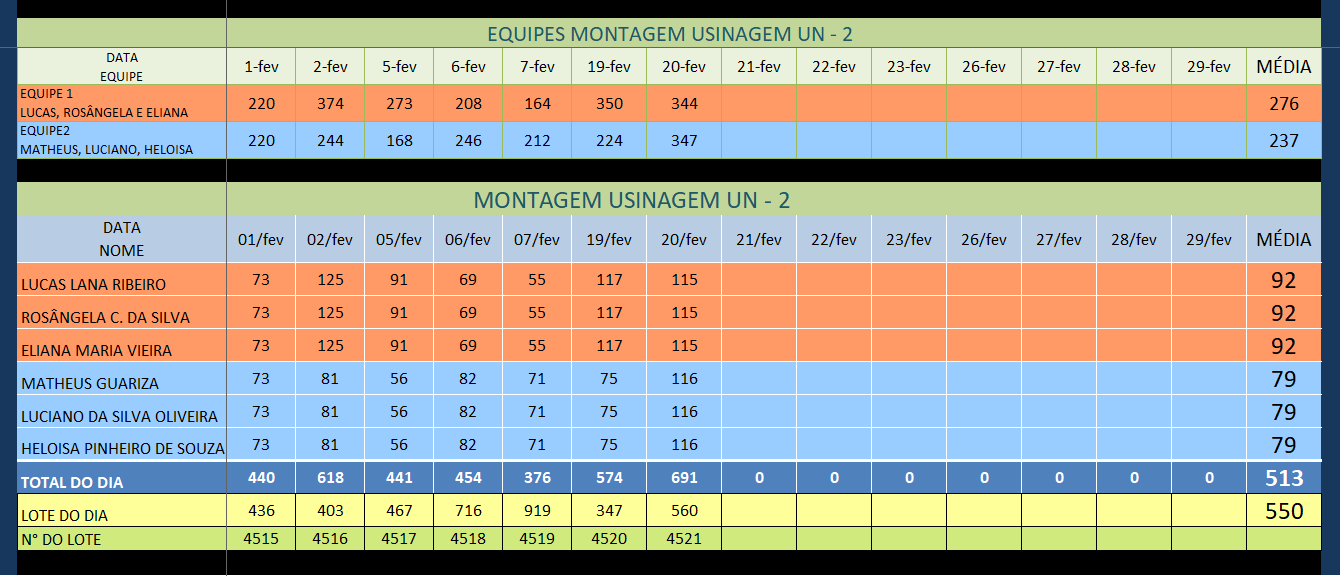 EQUIPES MONTAGEM USINAGEM UN - 2
DATA
EQUIPE 1-fev 2-fev 5-fev 6-fev 7-fev 19-fev 20-fev 21-fev 22-fev 23-fev 26-fev 27-fev 28-fev 29-fev MÉDIA
EQUIPE 1
LUCAS, ROSÂNGELA E ELIANA 220 374 273 208 164 350 344 276
EQUIPE2
MATHEUS, LUCIANO, HELOISA 220 244 168 246 212 224 347 237
MONTAGEM USINAGEM UN - 2
DATA
NOME 01/fev 02/fev 05/fev 06/fev 07/fev 19/fev 20/fev 21/fev 22/fev 23/fev 26/fev 27/fev 28/fev 29/fev MÉDIA
LUCAS LANA RIBEIRO 73 125 91 69 55 117 115 92
ROSÂNGELA C. DA SILVA 73 125 91 69 55 117 115 92
ELIANA MARIA VIEIRA 73 125 91 69 55 117 115 92
MATHEUS GUARIZA 73 81 56 82 71 75 116 79
LUCIANO DA SILVA OLIVEIRA 73 81 56 82 71 75 116 79
HELOISA PINHEIRO DE SOUZA 73 81 56 82 71 75 116 79
TOTAL DO DIA 440 618 441 454 376 574 691 0 0 0 0 0 0 0 513
LOTE DO DIA 436 403 467 716 919 347 560 550
N° DO LOTE 4515 4516 4517 4518 4519 4520 4521